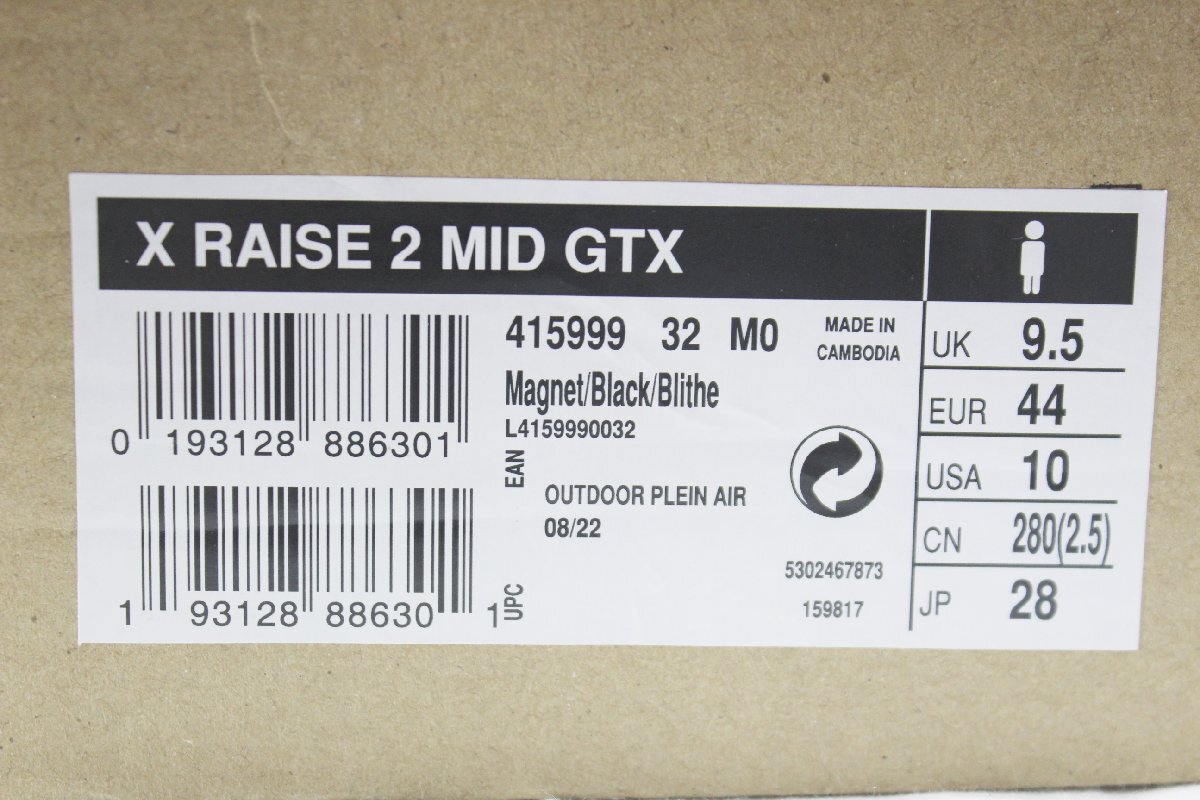 X RAISE 2 MID GTX
415999 32 M0
MADE IN
CAMBODIA
Magnet/Black/Blithe
L4159990032
0 193128 886301
EAN
OUTDOOR PLEIN AIR
08/22
1 93128 88630 1
UPC
5302467873
159817
UK 9.5
EUR 44
USA 10
CN 280(2.5)
JP 28